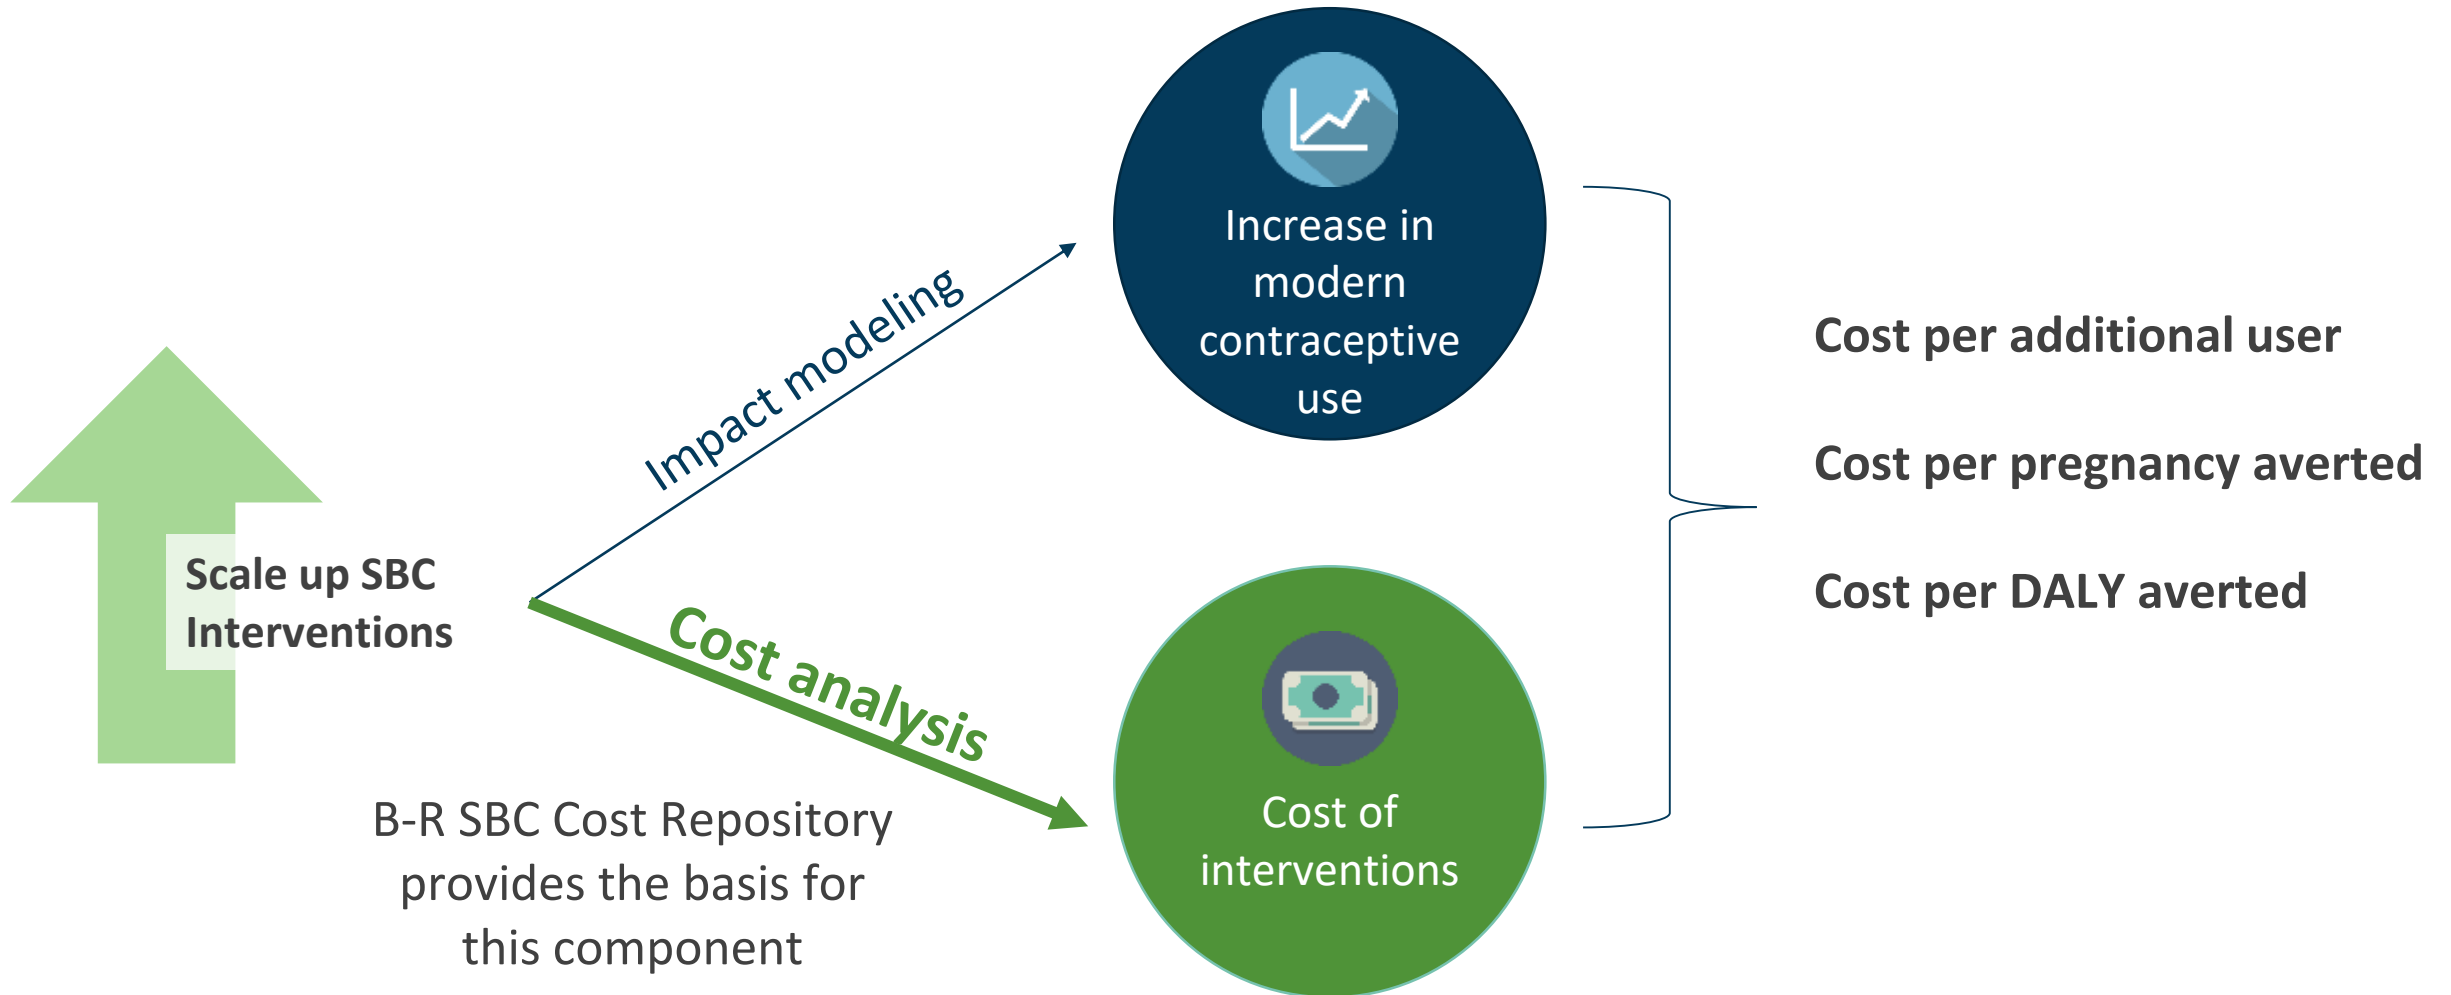 Scale up SBC
Interventions
Impact modeling
Cost analysis
B-R SBC Cost Repository
provides the basis for
this component
Increase in
modern
contraceptive
use
Cost of
interventions
Cost per additional user
Cost per pregnancy averted
Cost per DALY averted